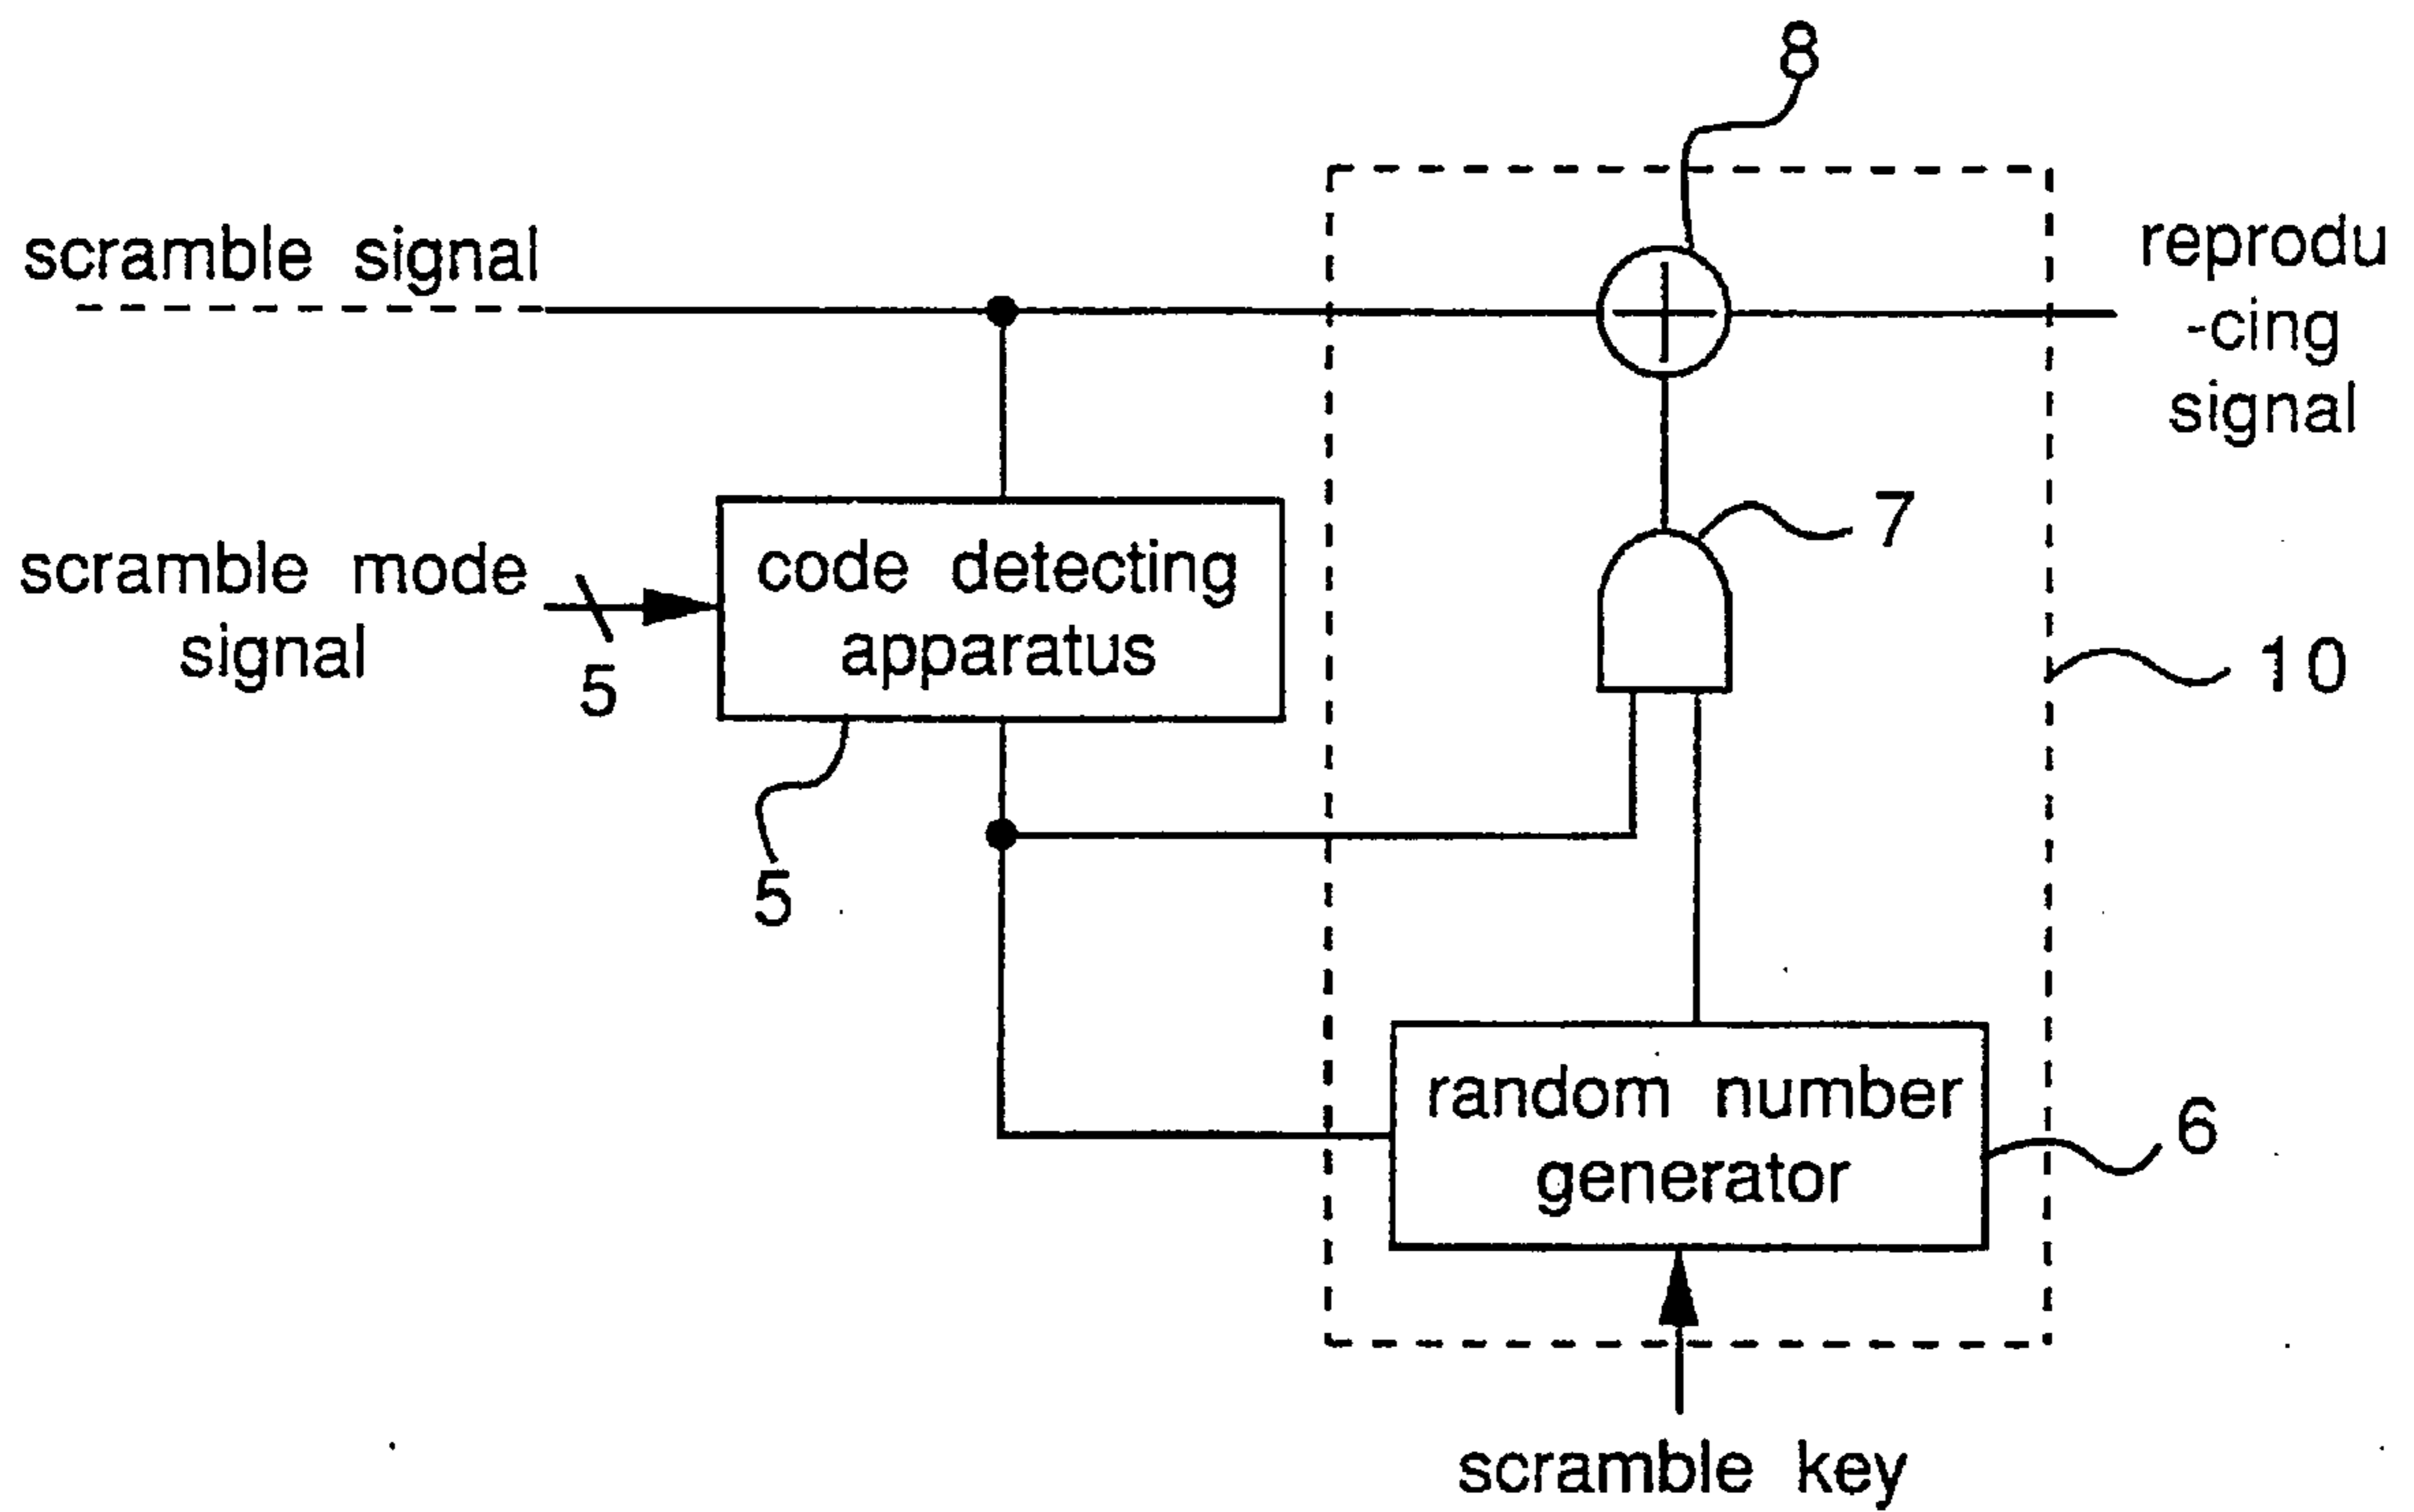 8
scramble signal
reprodu
-cing
signal
scramble mode
signal
5
code detecting
apparatus
7
10
5
random number
generator
6
scramble key